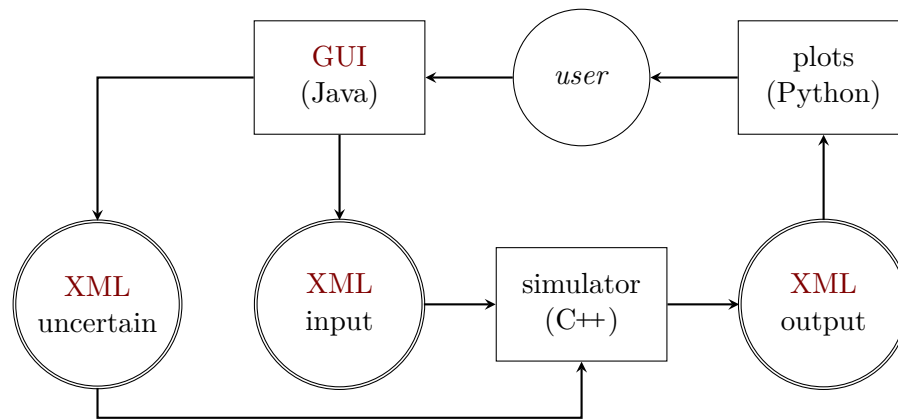 GUI
(Java)
user
plots
(Python)
XML
uncertain
XML
input
simulator
(C++)
XML
output